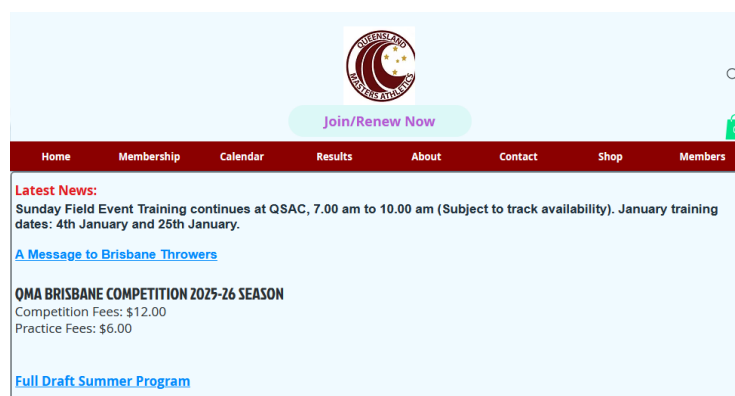 QUEENSLAND
MASTERS ATHLETICS
Join/Renew Now
Home Membership Calendar Results About Contact Shop Members
Latest News:
Sunday Field Event Training continues at QSAC, 7.00 am to 10.00 am (Subject to track availability). January training
dates: 4th January and 25th January.
A Message to Brisbane Throwers
QMA BRISBANE COMPETITION 2025-26 SEASON
Competition Fees: $12.00
Practice Fees: $6.00
Full Draft Summer Program